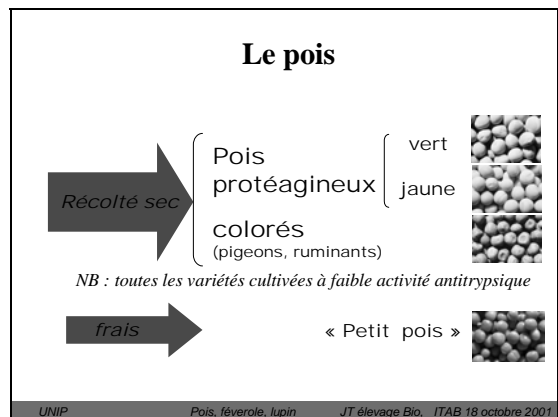 Le pois
Récolté sec
Pois
protéagineux
vert
jaune
colorés
(pigeons, ruminants)
NB : toutes les variétés cultivées à faible activité antitrypsique
frais
« Petit pois »
UNIP Pois, féverole, lupin JT élevage Bio, ITAB 18 octobre 2001